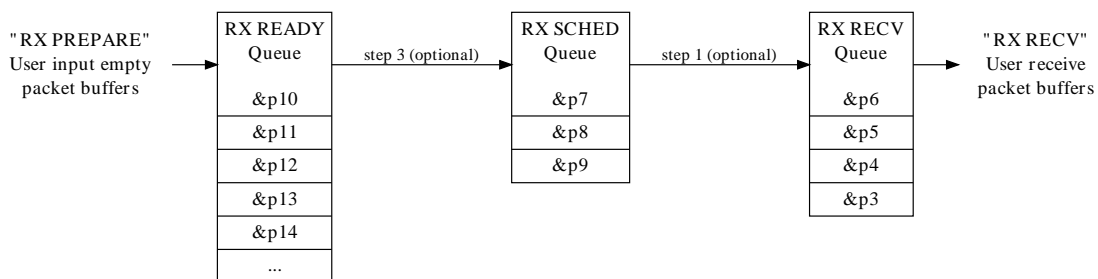 "RX PREPARE"
User input empty
packet buffers
RX READY
Queue
&p10
&p11
&p12
&p13
&p14
...
step 3 (optional)
RX SCHED
Queue
&p7
&p8
&p9
step 1 (optional)
RX RECV
Queue
&p6
&p5
&p4
&p3
"RX RECV"
User receive
packet buffers